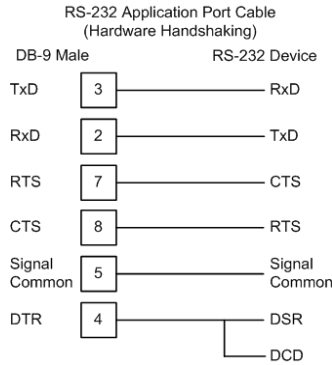 RS-232 Application Port Cable
(Hardware Handshaking)
DB-9 Male RS-232 Device
TxD 3 RxD
RxD 2 TxD
RTS 7 CTS
CTS 8 RTS
Signal Common 5 Signal Common
DTR 4 DSR
DCD